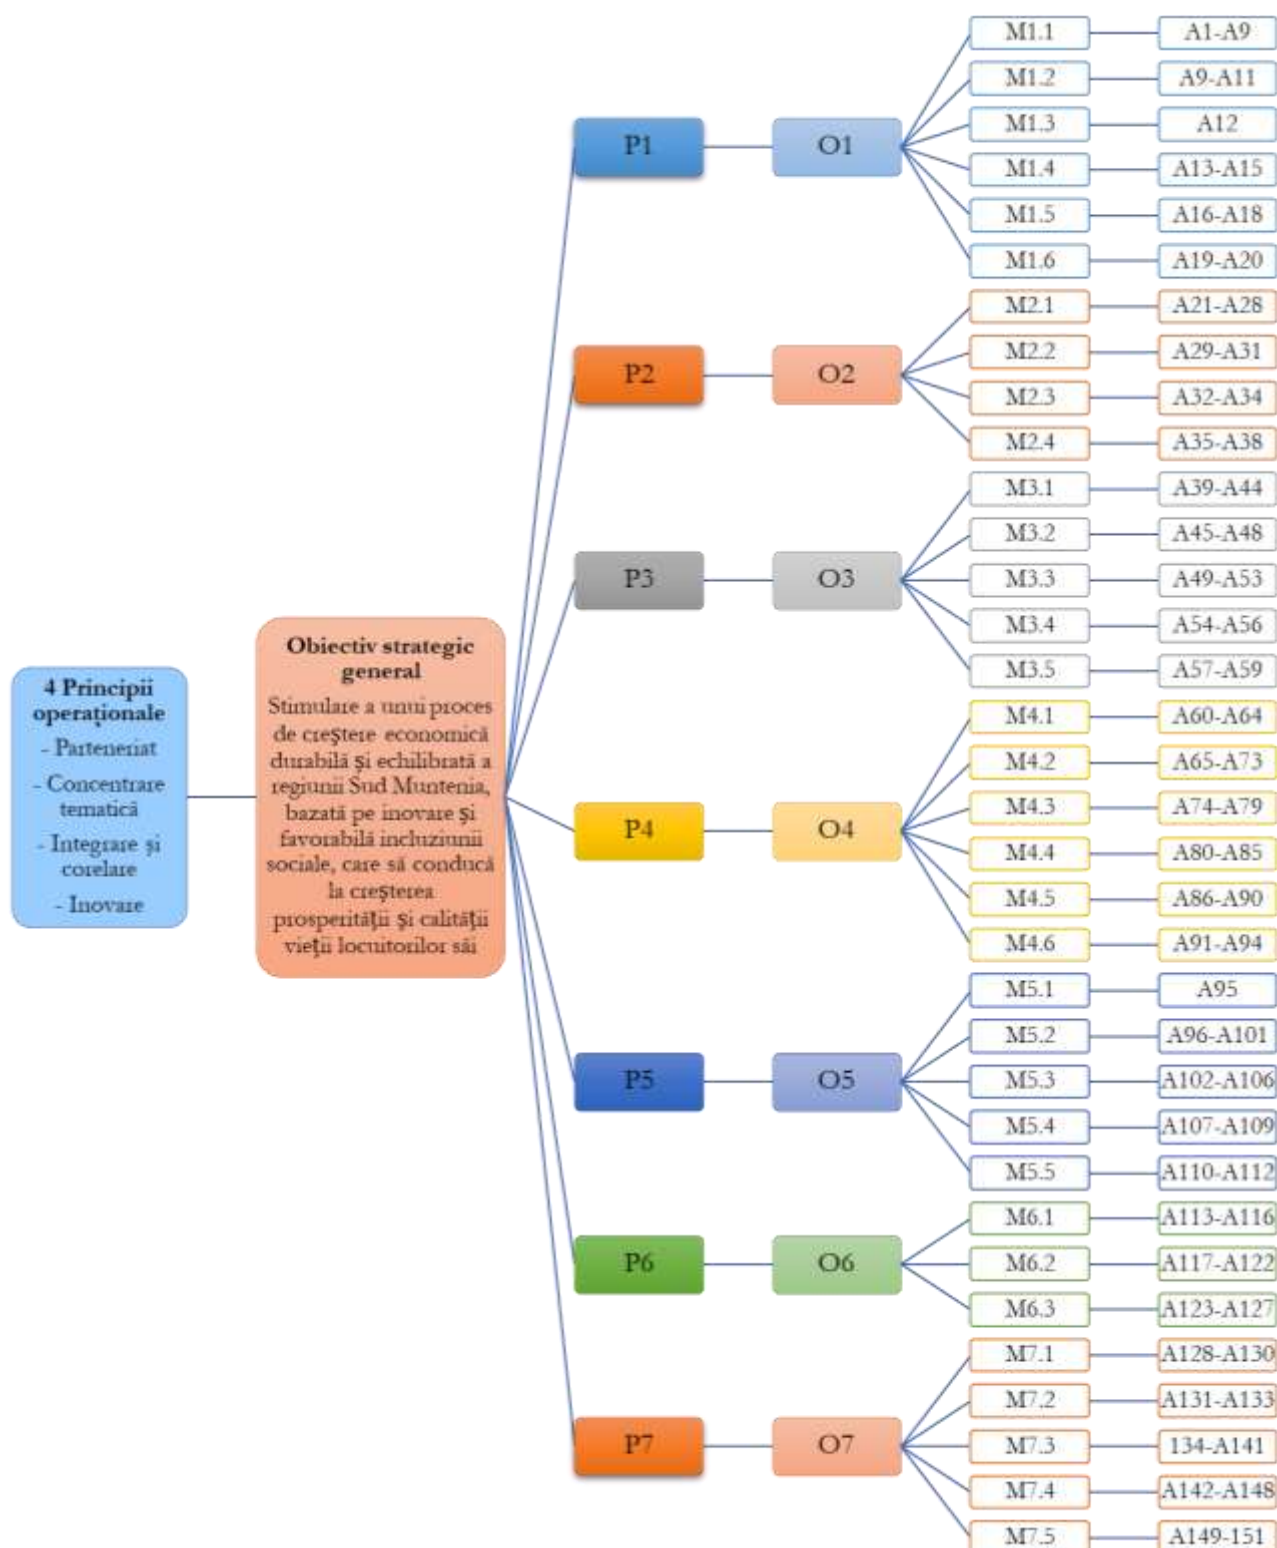 4 Principii
operaționale
- Parteneriat
- Concentrare
tematică
- Integrare și
corelare
- Inovare
Obiectiv strategic
general
Stimulare a unui proces
de creştere economică
durabilă şi echilibrată a
regiunii Sud Muntenia,
bazată pe inovare şi
favorabilă incluziunii
sociale, care să conducă
la creşterea
prosperităţii şi calităţii
vieţii locuitorilor săi
P1
O1
M1.1
A1-A9
M1.2
A9-A11
M1.3
A12
M1.4
A13-A15
M1.5
A16-A18
M1.6
A19-A20
P2
O2
M2.1
A21-A28
M2.2
A29-A31
M2.3
A32-A34
M2.4
A35-A38
P3
O3
M3.1
A39-A44
M3.2
A45-A48
M3.3
A49-A53
M3.4
A54-A56
M3.5
A57-A59
P4
O4
M4.1
A60-A64
M4.2
A65-A73
M4.3
A74-A79
M4.4
A80-A85
M4.5
A86-A90
M4.6
A91-A94
P5
O5
M5.1
A95
M5.2
A96-A101
M5.3
A102-A106
M5.4
A107-A109
M5.5
A110-A112
P6
O6
M6.1
A113-A116
M6.2
A117-A122
M6.3
A123-A127
P7
O7
M7.1
A128-A130
M7.2
A131-A133
M7.3
134-A141
M7.4
A142-A148
M7.5
A149-151